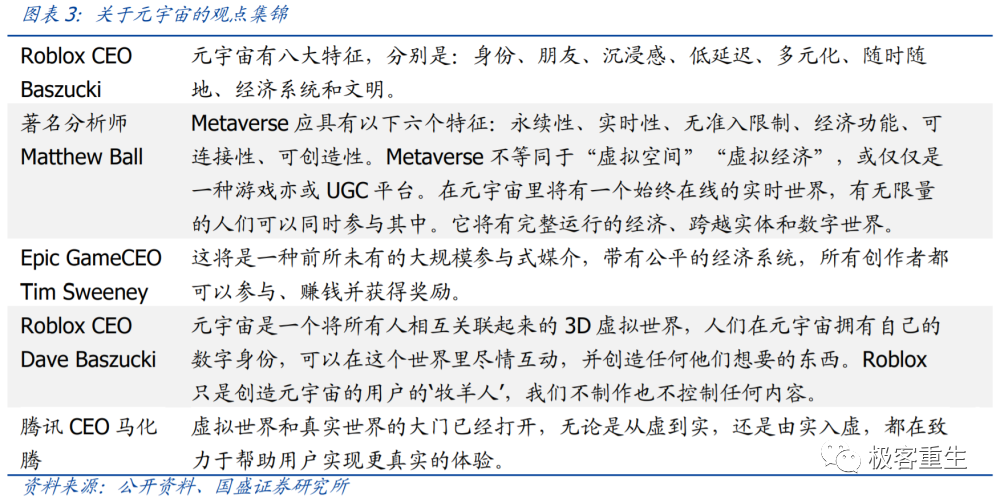 图表3：关于元宇宙的观点集锦
Roblox CEO 元宇宙有八大特征，分别是：身份、朋友、沉浸感、低延迟、多元化、随时随
Baszucki 地、经济系统和文明。
著名分析师 Metaverse 应具有以下六个特征：永续性、实时性、无准入限制、经济功能、可
Matthew Ball 连接性、可创造性。Metaverse 不等同于“虚拟空间”“虚拟经济”，或仅仅是
一种游戏亦或 UGC 平台。在元宇宙里将有一个始终在线的实时世界，有无限量
的人们可以同时参与其中。它将有完整运行的经济、跨越实体和数字世界。
Epic GameCEO 这将是一种前所未有的大规模参与式媒介，带有公平的经济系统，所有创作者都
Tim Sweeney 可以参与、赚钱并获得奖励。
Roblox CEO 元宇宙是一个将所有人相互关联起来的 3D 虚拟世界，人们在元宇宙拥有自己的
Dave Baszucki 数字身份，可以在这个世界里尽情互动，并创造任何他们想要的东西。Roblox
只是创造元宇宙的用户的‘牧羊人’，我们不制作也不控制任何内容。
腾讯 CEO 马化 虚拟世界和真实世界的大门已经打开，无论是从虚到实，还是由实入虚，都在致
腾 力于帮助用户实现更真实的体验。
极客重生
资料来源：公开资料、国盛证券研究所